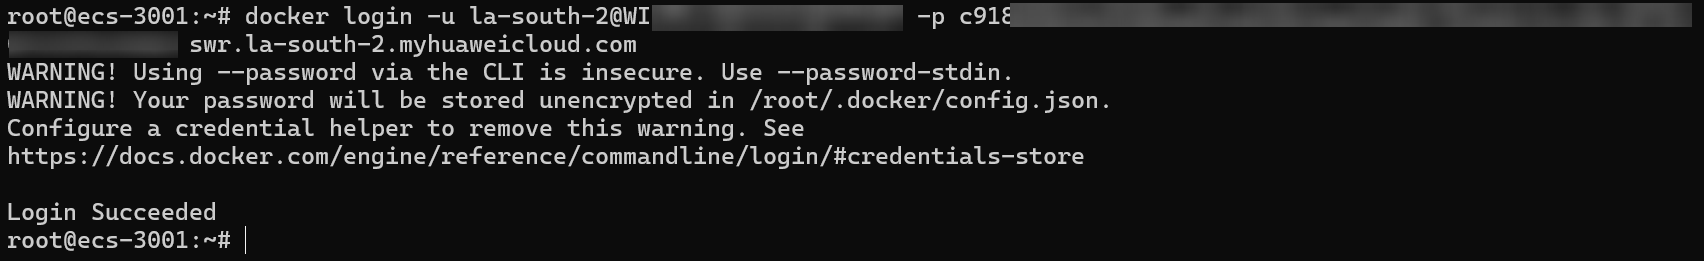 root@ecs-3001:~# docker login -u la-south-2@WI -p c918
swr.la-south-2.myhuaweicloud.com
WARNING! Using --password via the CLI is insecure. Use --password-stdin.
WARNING! Your password will be stored unencrypted in /root/.docker/config.json.
Configure a credential helper to remove this warning. See
https://docs.docker.com/engine/reference/commandline/login/#credentials-store
Login Succeeded
root@ecs-3001:~#